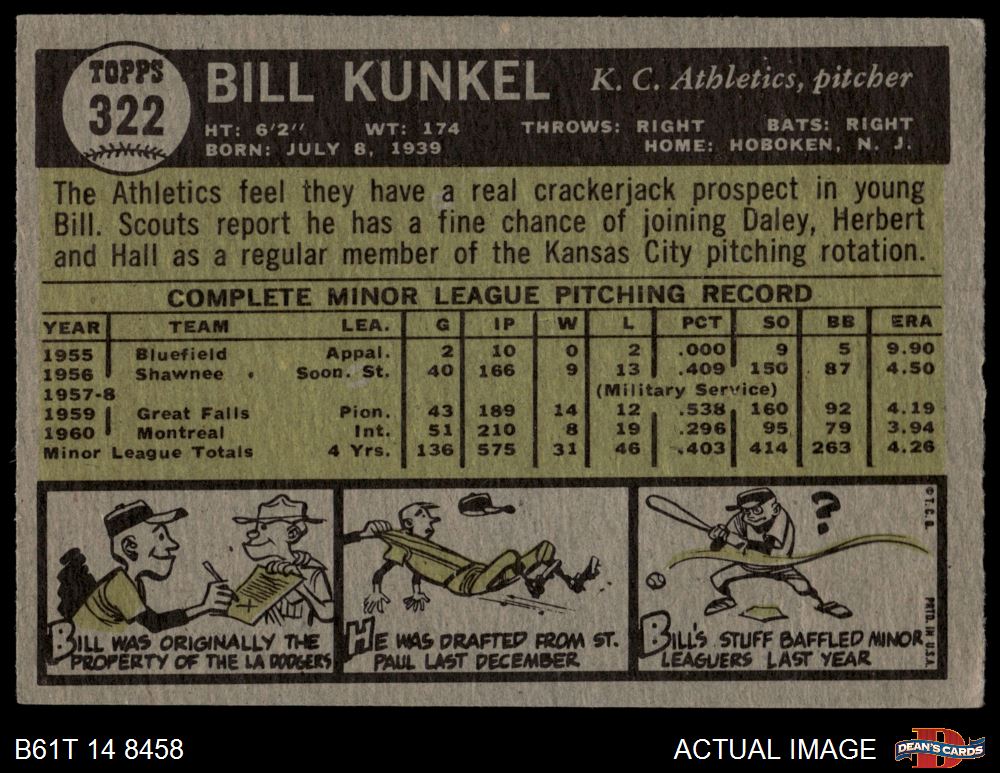 TOPPS
322
BILL KUNKEL K. C. Athletics, pitcher
HT: 6'2" WT: 174 THROWS: RIGHT BATS: RIGHT
BORN: JULY 8, 1939 HOME: HOBOKEN, N. J.
The Athletics feel they have a real crackerjack prospect in young
Bill. Scouts report he has a fine chance of joining Daley, Herbert
and Hall as a regular member of the Kansas City pitching rotation.
COMPLETE MINOR LEAGUE PITCHING RECORD
YEAR TEAM LEA. G IP W L PCT SO BB ERA
1955 Bluefield Appal. 2 10 0 2 .000 9 5 9.90
1956 Shawnee Soon. St. 40 166 9 13 .409 150 87 4.50
1957-8 (Military Service)
1959 Great Falls Pion. 43 189 14 12 .538 160 92 4.19
1960 Montreal Int. 51 210 8 19 .296 95 79 3.94
Minor League Totals 4 Yrs. 136 575 31 46 .403 414 263 4.26
BILL WAS ORIGINALLY THE
PROPERTY OF THE LA DODGERS
HE WAS DRAFTED FROM ST.
PAUL LAST DECEMBER
?
BILL'S STUFF BAFFLED MINOR
LEAGUERS LAST YEAR
© T.C.G.
PRTD. IN U.S.A.
B61T 14 8458 ACTUAL IMAGE
D
DEAN'S CARDS